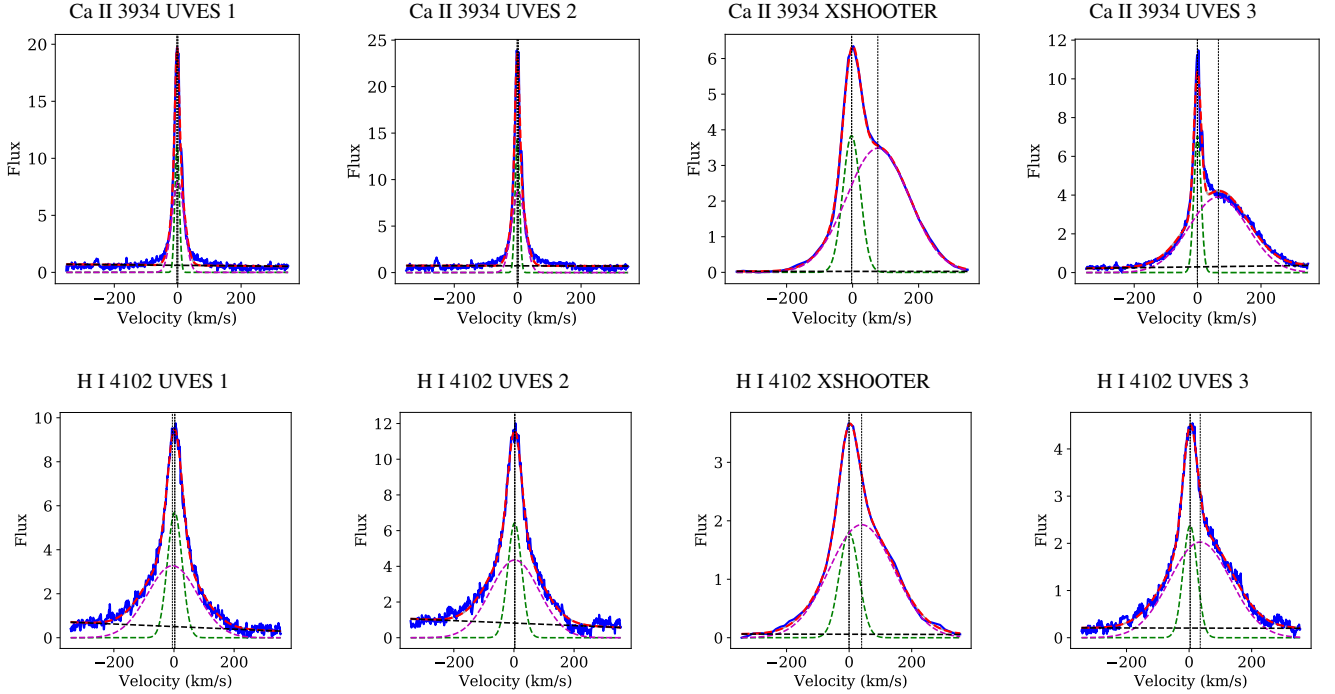 Ca II 3934 UVES 1
Ca II 3934 UVES 2
Ca II 3934 XSHOOTER
Ca II 3934 UVES 3
Flux
20
15
10
5
0
−200 0 200
Velocity (km/s)
Flux
25
20
15
10
5
0
−200 0 200
Velocity (km/s)
Flux
6
5
4
3
2
1
0
−200 0 200
Velocity (km/s)
Flux
12
10
8
6
4
2
0
−200 0 200
Velocity (km/s)
H I 4102 UVES 1
H I 4102 UVES 2
H I 4102 XSHOOTER
H I 4102 UVES 3
Flux
10
8
6
4
2
0
−200 0 200
Velocity (km/s)
Flux
12
10
8
6
4
2
0
−200 0 200
Velocity (km/s)
Flux
3
2
1
0
−200 0 200
Velocity (km/s)
Flux
4
3
2
1
0
−200 0 200
Velocity (km/s)